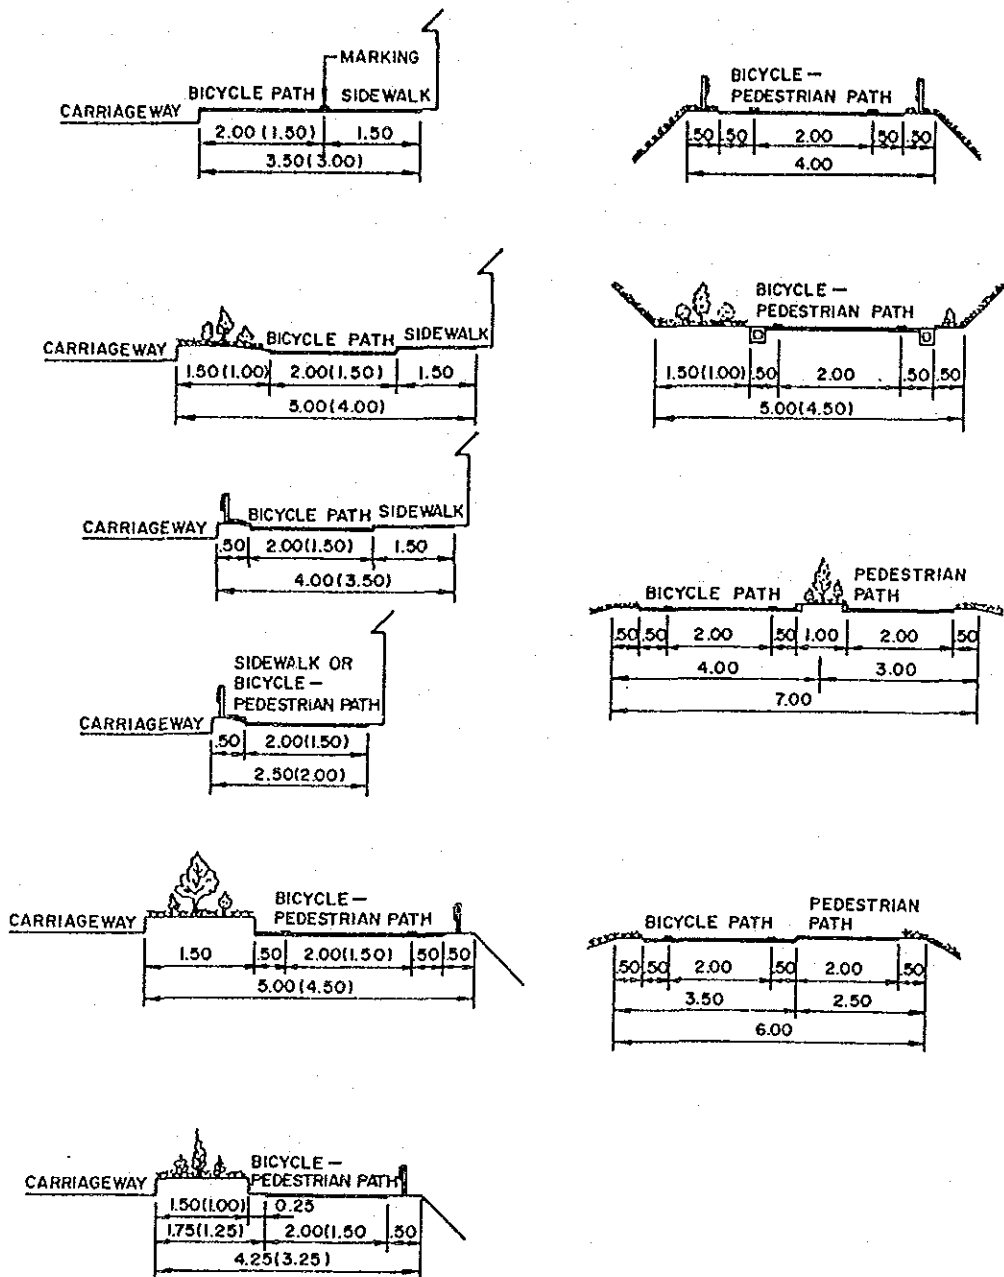 MARKING
BICYCLE PATH SIDEWALK
CARRIAGEWAY
2.00 (1.50) 1.50
3.50(3.00)
CARRIAGEWAY BICYCLE PATH SIDEWALK
1.50(1.00) 2.00(1.50) 1.50
5.00(4.00)
CARRIAGEWAY BICYCLE PATH SIDEWALK
.50 2.00(1.50) 1.50
4.00(3.50)
SIDEWALK OR
BICYCLE—
PEDESTRIAN PATH
CARRIAGEWAY
.50 2.00(1.50)
2.50(2.00)
BICYCLE—
CARRIAGEWAY PEDESTRIAN PATH
1.50 .50 2.00(1.50) .50 .50
5.00(4.50)
BICYCLE—
CARRIAGEWAY PEDESTRIAN PATH
1.50(1.00) 0.25
1.75(1.25) 2.00(1.50 .50
4.25(3.25)
BICYCLE—
PEDESTRIAN PATH
.50 .50 2.00 .50 .50
4.00
BICYCLE—
PEDESTRIAN PATH
1.50(1.00) .50 2.00 .50 .50
5.00(4.50)
BICYCLE PATH PEDESTRIAN
PATH
.50 .50 2.00 .50 1.00 2.00 .50
4.00 3.00
7.00
BICYCLE PATH PEDESTRIAN
PATH
.50 .50 2.00 .50 2.00 .50
3.50 2.50
6.00